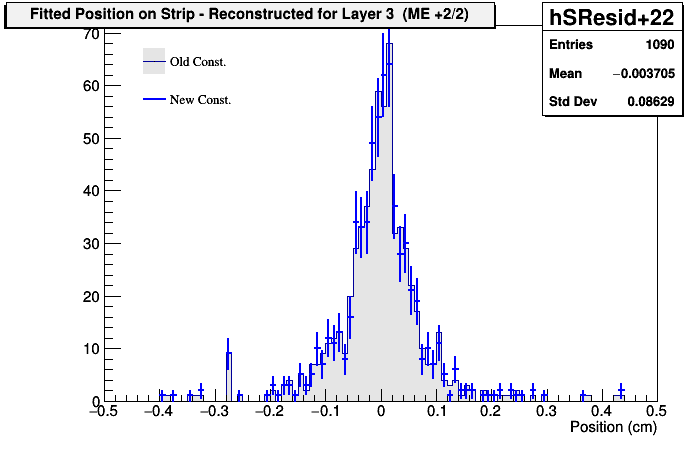 Fitted Position on Strip - Reconstructed for Layer 3 (ME +2/2)
hSResid+22
Entries 1090
Mean −0.003705
Std Dev 0.08629
Old Const.
New Const.
70
60
50
40
30
20
10
0
−0.5 −0.4 −0.3 −0.2 −0.1 0 0.1 0.2 0.3 0.4 0.5
Position (cm)